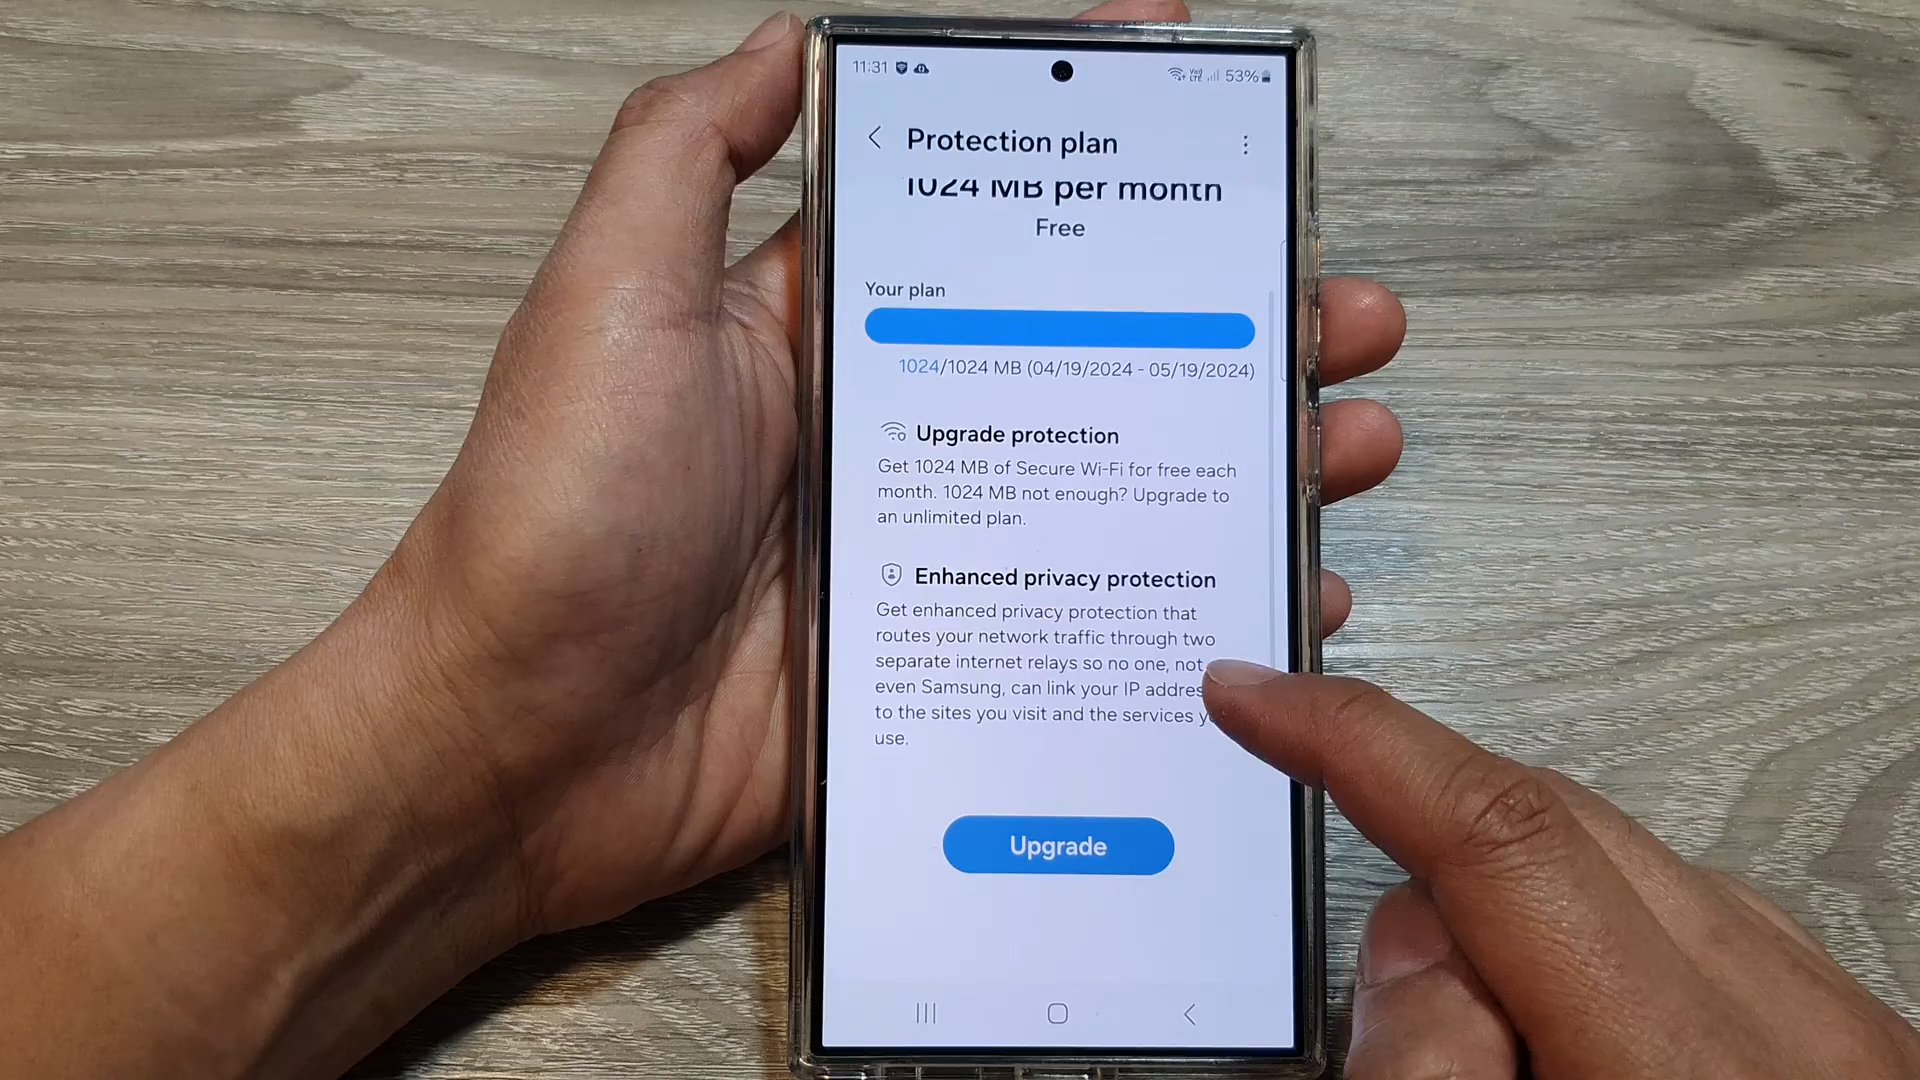 11:31 53%
Protection plan
1024 MB per month
Free
Your plan
1024/1024 MB (04/19/2024 - 05/19/2024)
Upgrade protection
Get 1024 MB of Secure Wi-Fi for free each
month. 1024 MB not enough? Upgrade to
an unlimited plan.
Enhanced privacy protection
Get enhanced privacy protection that
routes your network traffic through two
separate internet relays so no one, not
even Samsung, can link your IP addres
to the sites you visit and the services y
use.
Upgrade